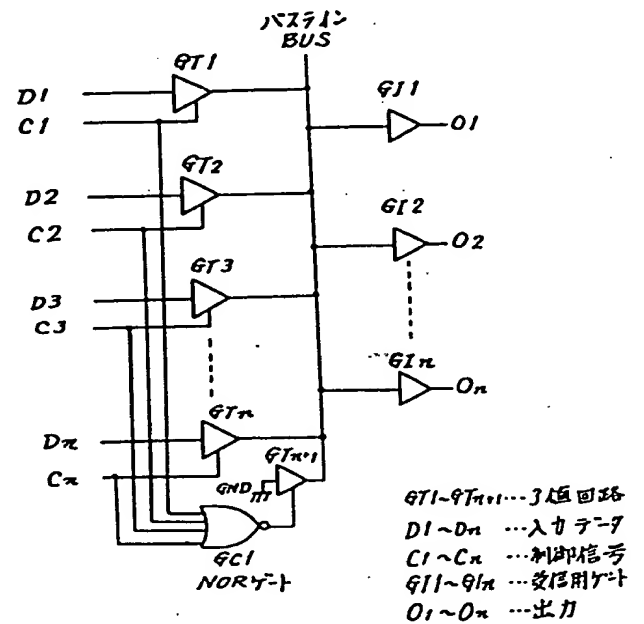 バスライン
BUS
GT1
D1
C1
GI1
O1
GT2
D2
C2
GI2
O2
GT3
D3
C3
GIn
On
GTn
Dn
GTn+1
Cn
GND
GC1
NORゲート
GT1~GTn+1…3値回路
D1~Dn …入力データ
C1~Cn …制御信号
GI1~GIn …受信用ゲート
O1~On …出力